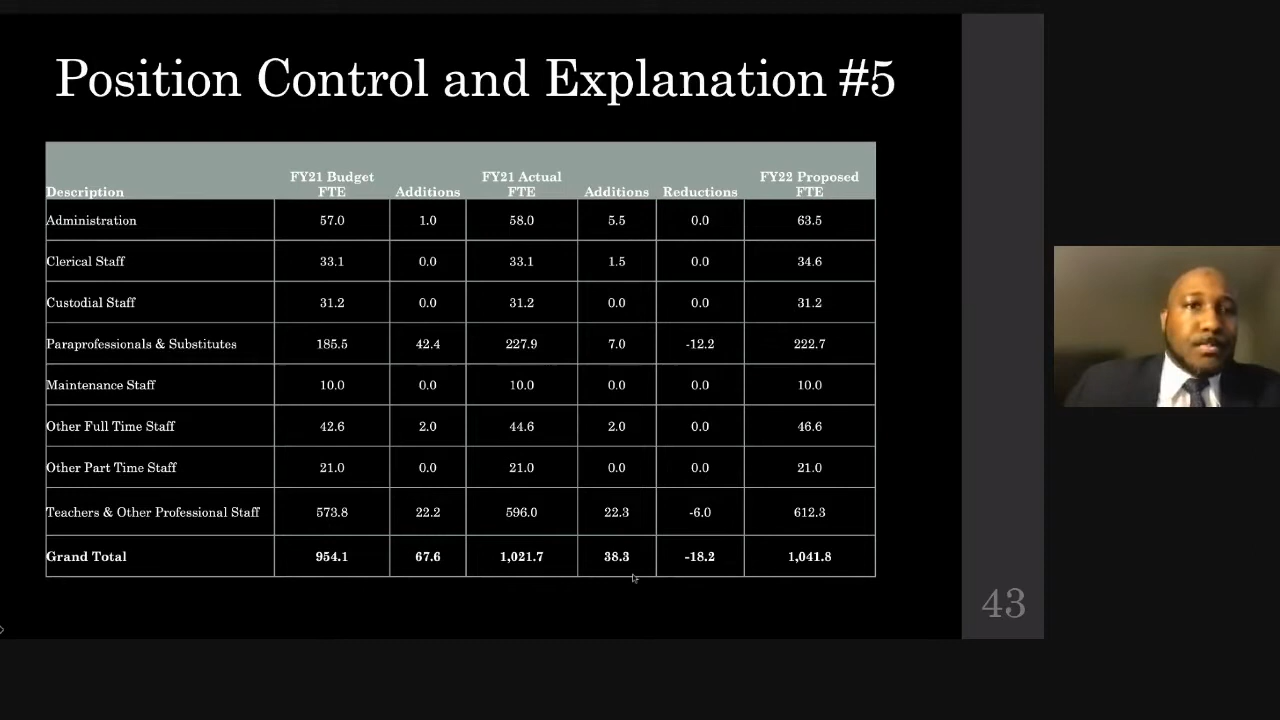 Position Control and Explanation #5
Description FY21 Budget FTE Additions FY21 Actual FTE Additions Reductions FY22 Proposed FTE
Administration 57.0 1.0 58.0 5.5 0.0 63.5
Clerical Staff 33.1 0.0 33.1 1.5 0.0 34.6
Custodial Staff 31.2 0.0 31.2 0.0 0.0 31.2
Paraprofessionals & Substitutes 185.5 42.4 227.9 7.0 -12.2 222.7
Maintenance Staff 10.0 0.0 10.0 0.0 0.0 10.0
Other Full Time Staff 42.6 2.0 44.6 2.0 0.0 46.6
Other Part Time Staff 21.0 0.0 21.0 0.0 0.0 21.0
Teachers & Other Professional Staff 573.8 22.2 596.0 22.3 -6.0 612.3
Grand Total 954.1 67.6 1,021.7 38.3 -18.2 1,041.8
43